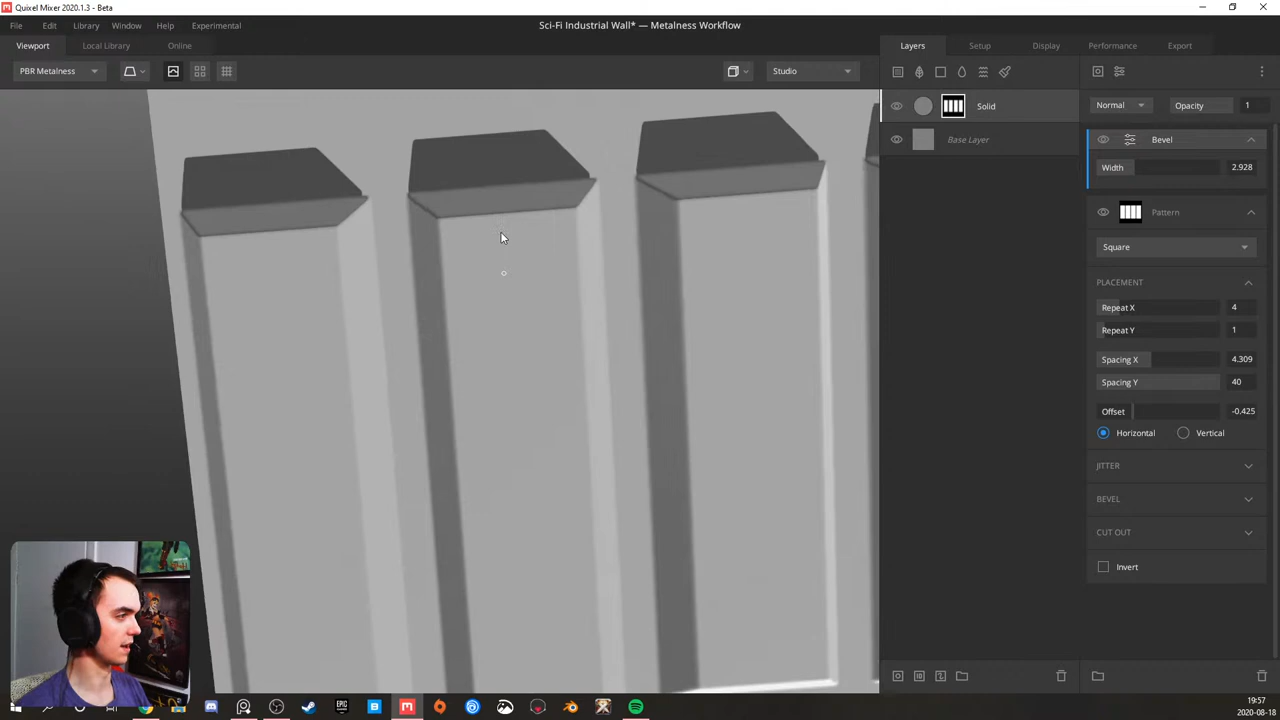 Quixel Mixer 2020.1.3 - Beta
File Edit Library Window Help Experimental
Sci-Fi Industrial Wall* — Metalness Workflow
Viewport Local Library Online
Layers Setup Display Performance Export
PBR Metalness
Studio
Solid
Base Layer
Normal Opacity 1
Bevel
Width 2.928
Pattern
Square
PLACEMENT
Repeat X 4
Repeat Y 1
Spacing X 4.309
Spacing Y 40
Offset -0.425
Horizontal Vertical
JITTER
BEVEL
CUT OUT
Invert
EPIC
19:57
2020-08-18